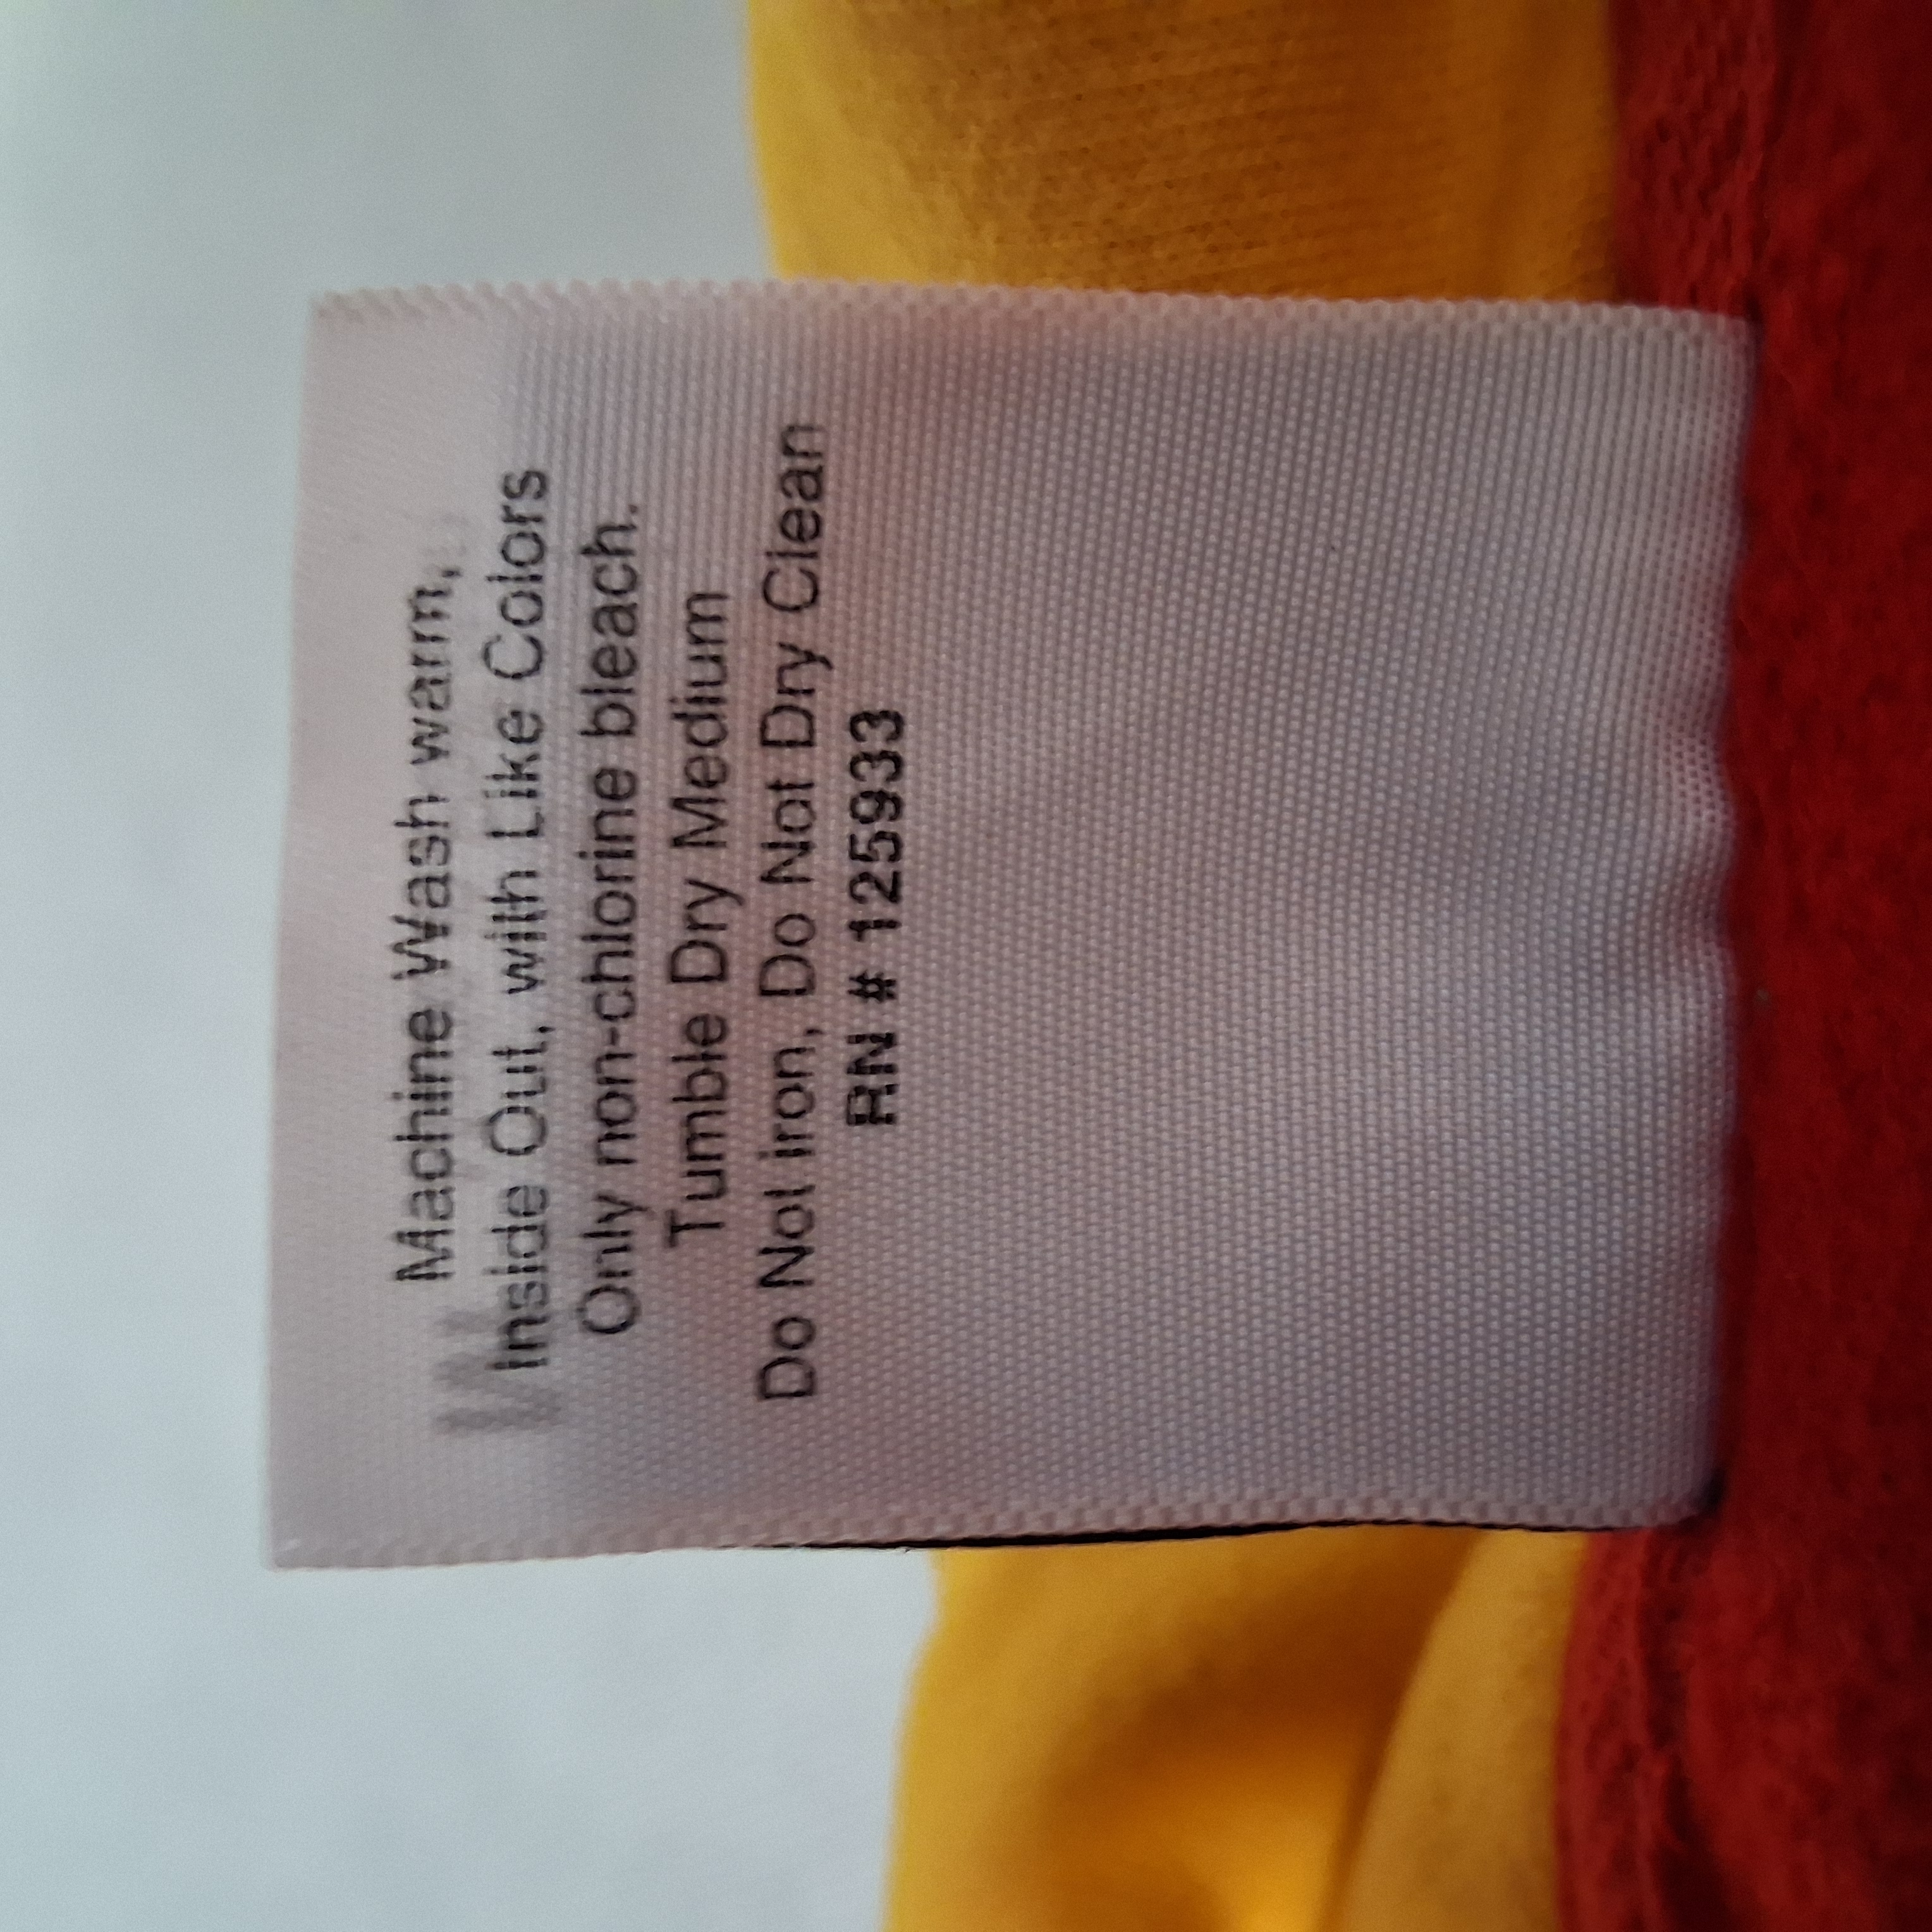 Machine Wash warm,
Inside Out, with Like Colors
Only non-chlorine bleach.
Tumble Dry Medium
Do Not iron, Do Not Dry Clean
RN # 125933